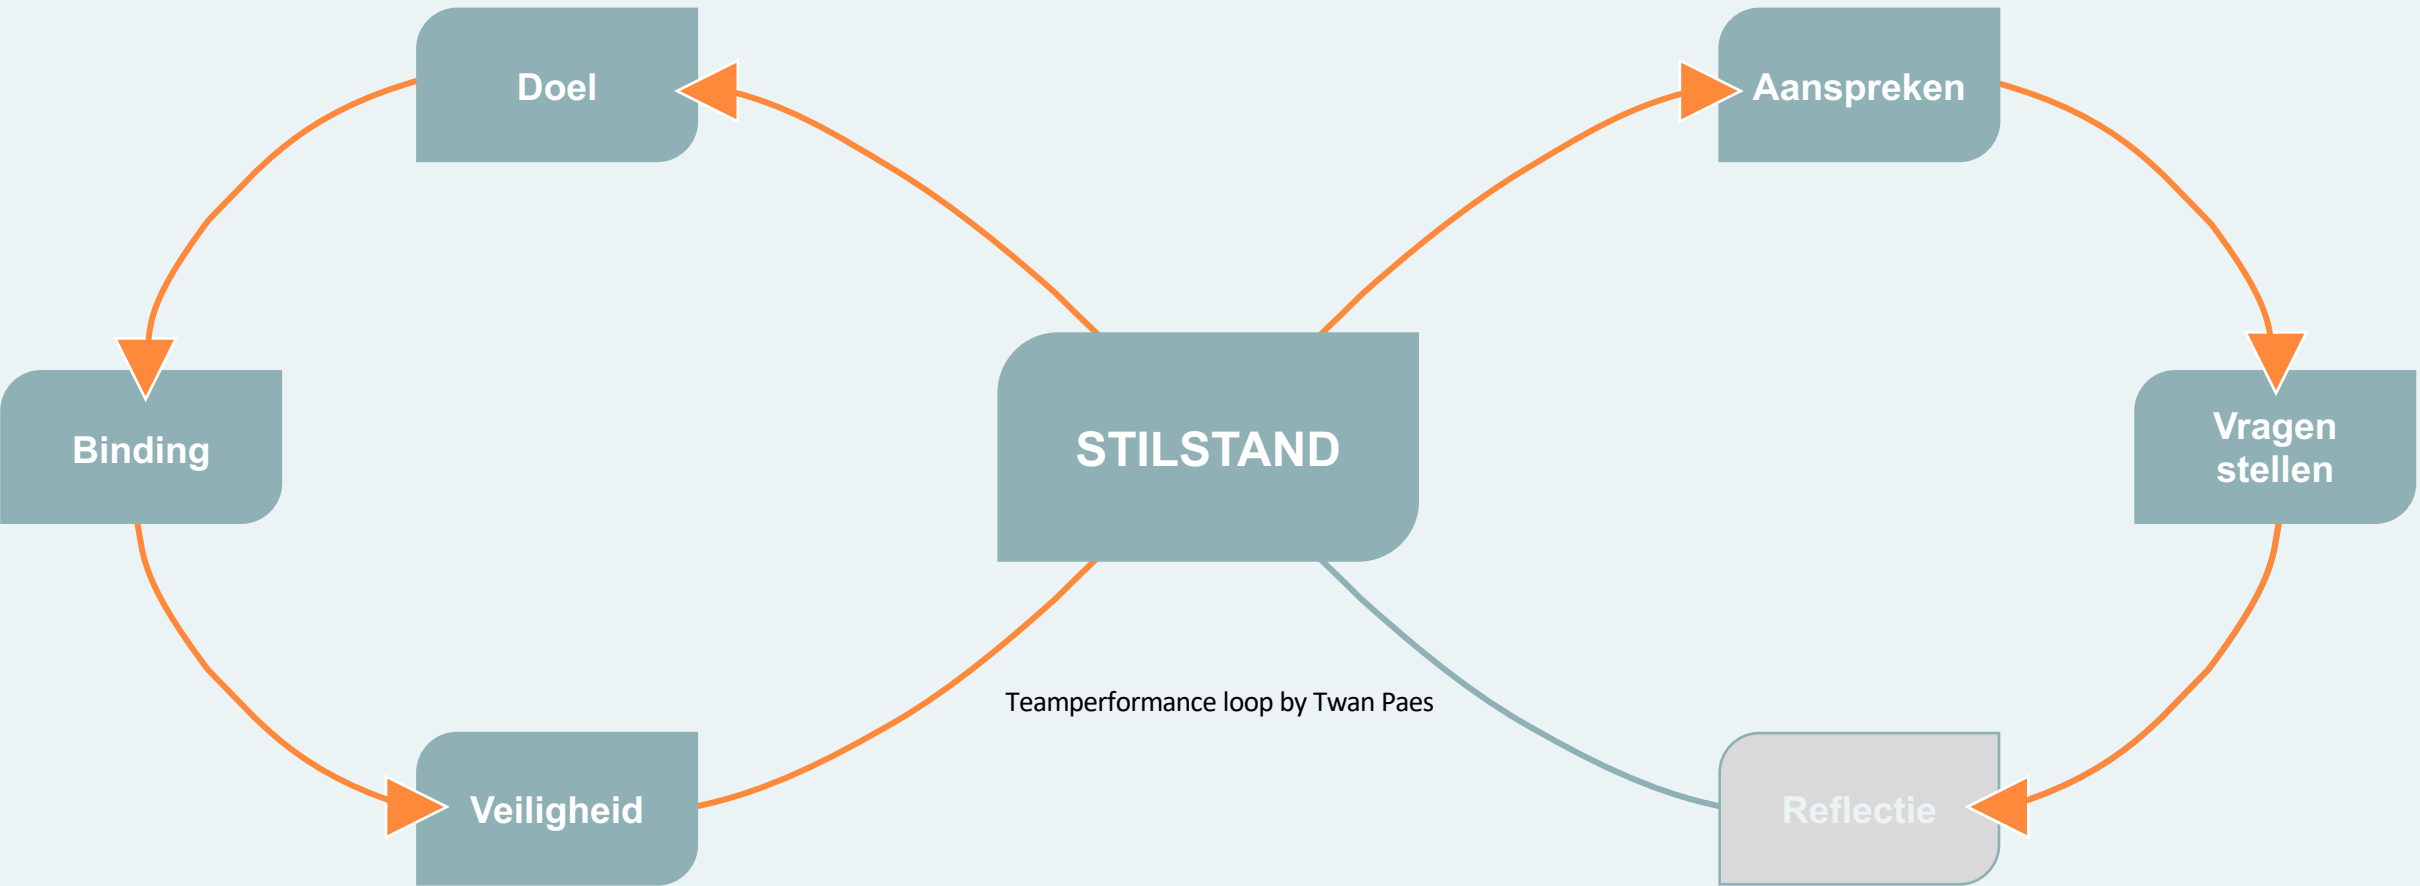 Doel
Aanspreken
Binding
STILSTAND
Vragen
stellen
Teamperformance loop by Twan Paes
Veiligheid
Reflectie